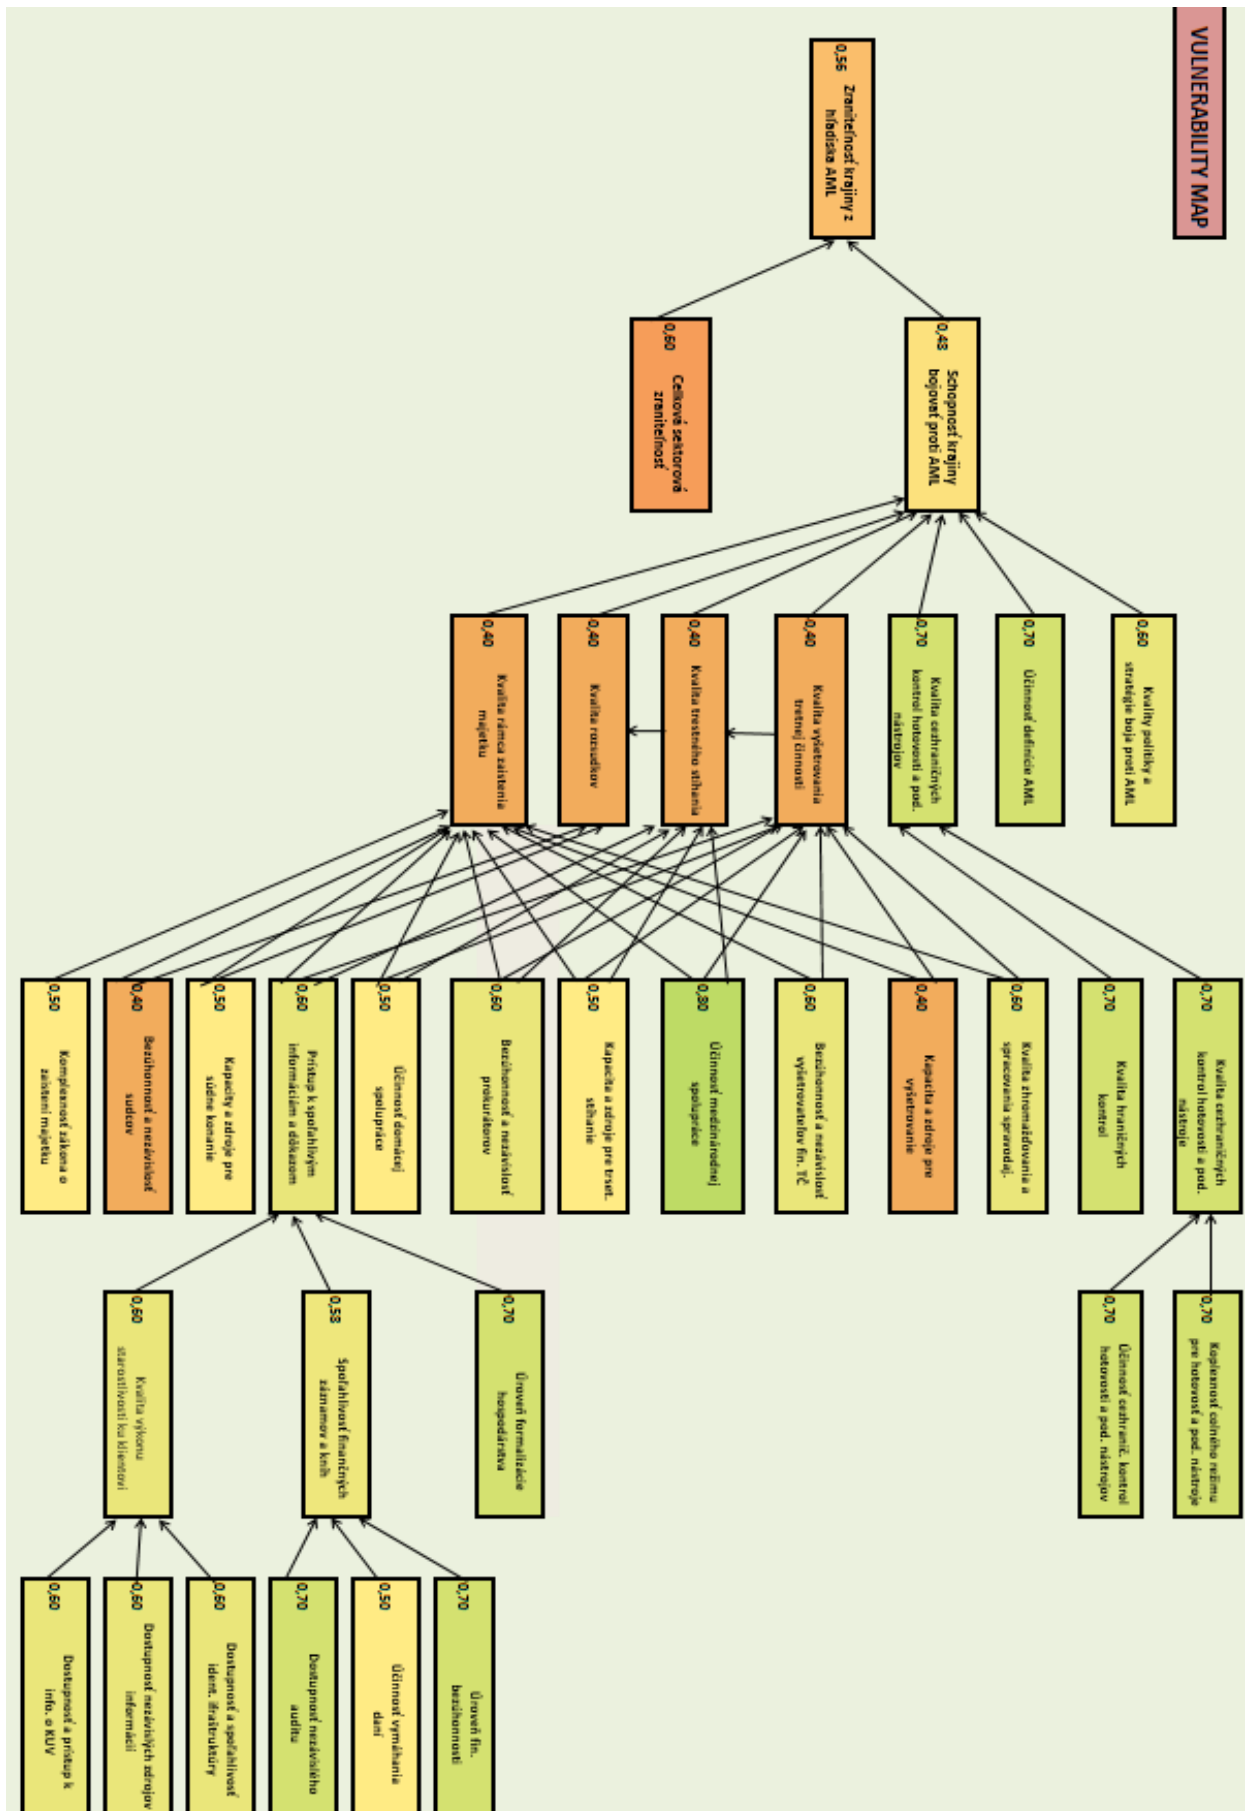 VULNERABILITY MAP
0,56
Zraniteľnosť krajiny z
hľadiska AML
0,48
Schopnosť krajiny
bojovať proti AML
0,60
Celková sektorová
zraniteľnosť
0,60
Kvality politiky a
stratégie boja proti AML
0,70
Účinnosť definície AML
0,70
Kvalita cezhraničných
kontrol hotovosti a pod.
nástrojov
0,40
Kvalita vyšetrovania
tretnej činnosti
0,40
Kvalita trestného stíhania
0,40
Kvalita rozsudkov
0,40
Kvalita rámca zaistenia
majetku
0,70
Kvalita cezhraničných
kontrol hotovosti a pod.
nástroje
0,70
Kvalita hraničných
kontrol
0,60
Kvalita zhromažďovania a
spracovania spravodaj.
0,40
Kapacita a zdroje pre
vyšetrovanie
0,60
Bezúhonnosť a nezávislosť
vyšetrovateľov fin. TČ
0,80
Účinnosť medzinárodnej
spolupráce
0,50
Kapacita a zdroje pre trset.
stíhanie
0,60
Bezúhonnosť a nezávislosť
prokurátorov
0,50
Účinnosť domácej
spolupráce
0,60
Prístup k spoľahlivým
informáciám a dôkazom
0,50
Kapacity a zdroje pre
súdne konanie
0,40
Bezúhonnosť a nezávislosť
sudcov
0,50
Komplexnosť zákona o
zaistení majetku
0,70
Koplexnosť colného režimu
pre hotovosť a pod. nástroje
0,70
Účinnosť cezhranič. kontrol
hotovosti a pod. nástrojov
0,70
Úroveň formalizácie
hospodárstva
0,58
Spoľahlivosť finančných
záznamov a kníh
0,60
Kvalita výkonu
starostlivosti ku klientovi
0,70
Úroveň fin.
bezúhonnosti
0,50
Účinnosť vymáhania
daní
0,70
Dostupnosť nezávislého
auditu
0,60
Dostupnosť a spoľahlivosť
ident. ifraštruktúry
0,60
Dostupnosť nezávislých zdrojov
informácií
0,60
Dostupnosť a prístup k
info. o KUV